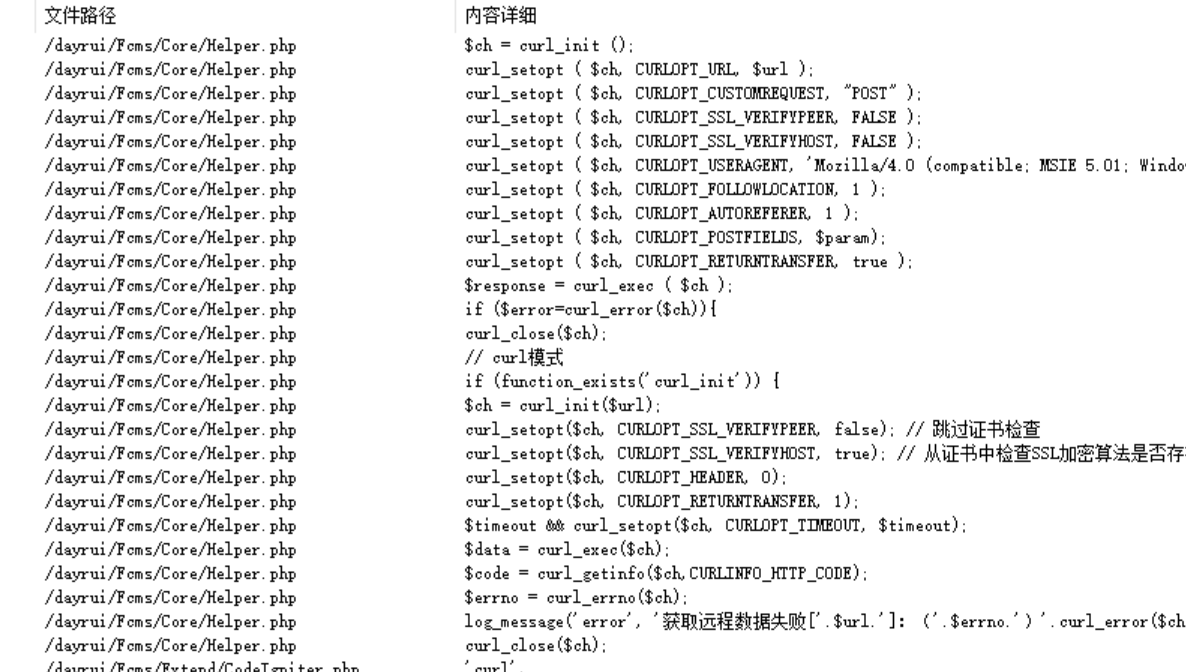 文件路径 内容详细
/dayrui/Fcms/Core/Helper.php $ch = curl_init ();
/dayrui/Fcms/Core/Helper.php curl_setopt ( $ch, CURLOPT_URL, $url );
/dayrui/Fcms/Core/Helper.php curl_setopt ( $ch, CURLOPT_CUSTOMREQUEST, "POST" );
/dayrui/Fcms/Core/Helper.php curl_setopt ( $ch, CURLOPT_SSL_VERIFYPEER, FALSE );
/dayrui/Fcms/Core/Helper.php curl_setopt ( $ch, CURLOPT_SSL_VERIFYHOST, FALSE );
/dayrui/Fcms/Core/Helper.php curl_setopt ( $ch, CURLOPT_USERAGENT, 'Mozilla/4.0 (compatible; MSIE 5.01; Windo
/dayrui/Fcms/Core/Helper.php curl_setopt ( $ch, CURLOPT_FOLLOWLOCATION, 1 );
/dayrui/Fcms/Core/Helper.php curl_setopt ( $ch, CURLOPT_AUTOREFERER, 1 );
/dayrui/Fcms/Core/Helper.php curl_setopt ( $ch, CURLOPT_POSTFIELDS, $param);
/dayrui/Fcms/Core/Helper.php curl_setopt ( $ch, CURLOPT_RETURNTRANSFER, true );
/dayrui/Fcms/Core/Helper.php $response = curl_exec ( $ch );
/dayrui/Fcms/Core/Helper.php if ($error=curl_error($ch)){
/dayrui/Fcms/Core/Helper.php curl_close($ch);
/dayrui/Fcms/Core/Helper.php // curl模式
/dayrui/Fcms/Core/Helper.php if (function_exists('curl_init')) {
/dayrui/Fcms/Core/Helper.php $ch = curl_init($url);
/dayrui/Fcms/Core/Helper.php curl_setopt($ch, CURLOPT_SSL_VERIFYPEER, false); // 跳过证书检查
/dayrui/Fcms/Core/Helper.php curl_setopt($ch, CURLOPT_SSL_VERIFYHOST, true); // 从证书中检查SSL加密算法是否存
/dayrui/Fcms/Core/Helper.php curl_setopt($ch, CURLOPT_HEADER, 0);
/dayrui/Fcms/Core/Helper.php curl_setopt($ch, CURLOPT_RETURNTRANSFER, 1);
/dayrui/Fcms/Core/Helper.php $timeout && curl_setopt($ch, CURLOPT_TIMEOUT, $timeout);
/dayrui/Fcms/Core/Helper.php $data = curl_exec($ch);
/dayrui/Fcms/Core/Helper.php $code = curl_getinfo($ch,CURLINFO_HTTP_CODE);
/dayrui/Fcms/Core/Helper.php $errno = curl_errno($ch);
/dayrui/Fcms/Core/Helper.php log_message('error', '获取远程数据失败['.$url.']: ('.$errno.')'.curl_error($ch
/dayrui/Fcms/Core/Helper.php curl_close($ch);
/dayrui/Fcms/Extend/CodeIgniter.php 'curl',